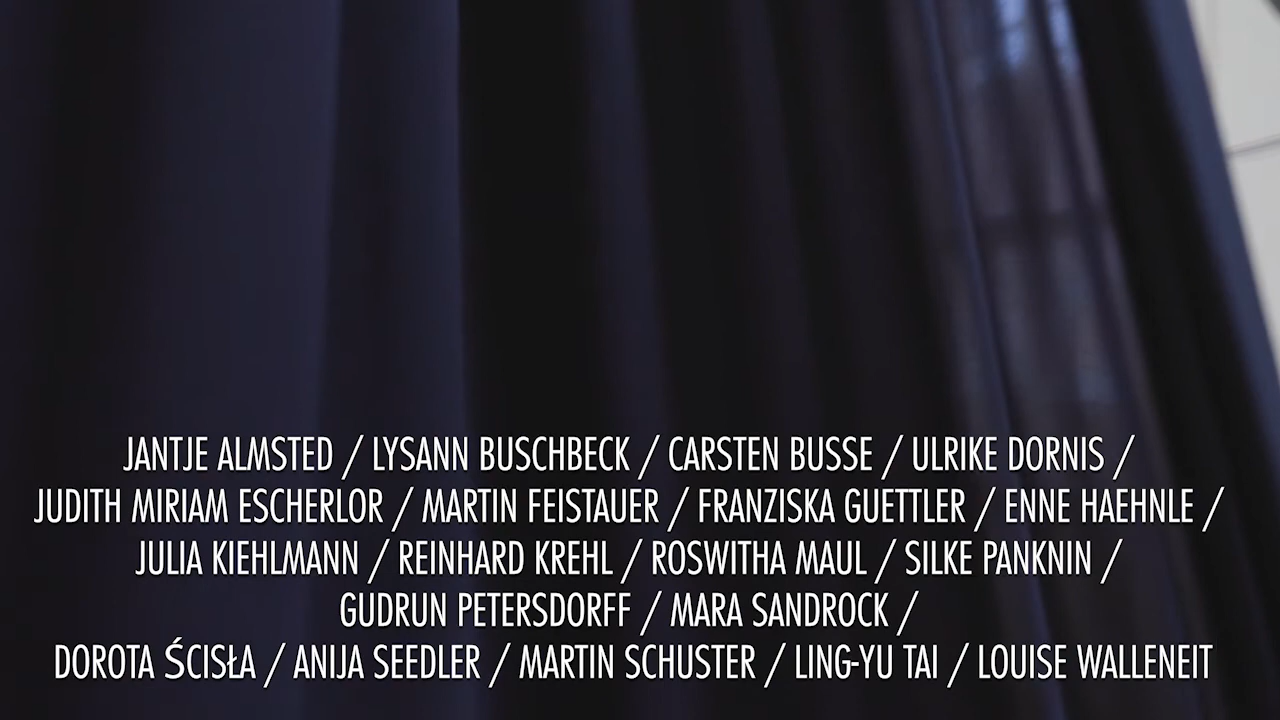 JANTJE ALMSTED / LYSANN BUSCHBECK / CARSTEN BUSSE / ULRIKE DORNIS /
JUDITH MIRIAM ESCHERLOR / MARTIN FEISTAUER / FRANZISKA GUETTLER / ENNE HAEHNLE /
JULIA KIEHLMANN / REINHARD KREHL / ROSWITHA MAUL / SILKE PANKNIN /
GUDRUN PETERSDORFF / MARA SANDROCK /
DOROTA ŚCISŁA / ANIJA SEEDLER / MARTIN SCHUSTER / LING-YU TAI / LOUISE WALLENEIT